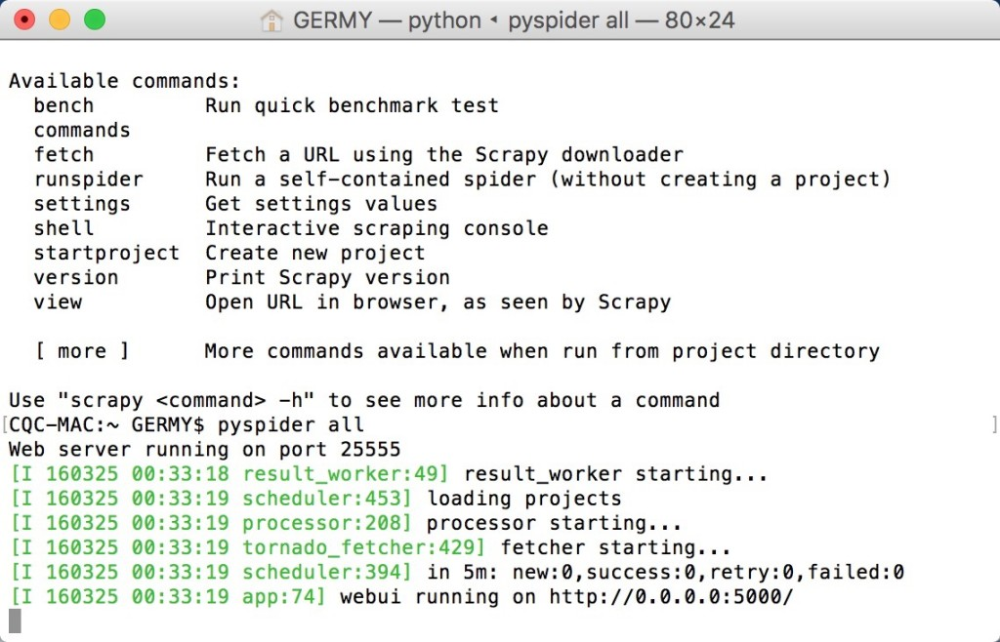 GERMY — python ◂ pyspider all — 80×24
Available commands:
  bench         Run quick benchmark test
  commands
  fetch         Fetch a URL using the Scrapy downloader
  runspider     Run a self-contained spider (without creating a project)
  settings      Get settings values
  shell         Interactive scraping console
  startproject  Create new project
  version       Print Scrapy version
  view          Open URL in browser, as seen by Scrapy
  [ more ]      More commands available when run from project directory
Use "scrapy <command> -h" to see more info about a command
[CQC-MAC:~ GERMY$ pyspider all ]
Web server running on port 25555
[I 160325 00:33:18 result_worker:49] result_worker starting...
[I 160325 00:33:19 scheduler:453] loading projects
[I 160325 00:33:19 processor:208] processor starting...
[I 160325 00:33:19 tornado_fetcher:429] fetcher starting...
[I 160325 00:33:19 scheduler:394] in 5m: new:0,success:0,retry:0,failed:0
[I 160325 00:33:19 app:74] webui running on http://0.0.0.0:5000/